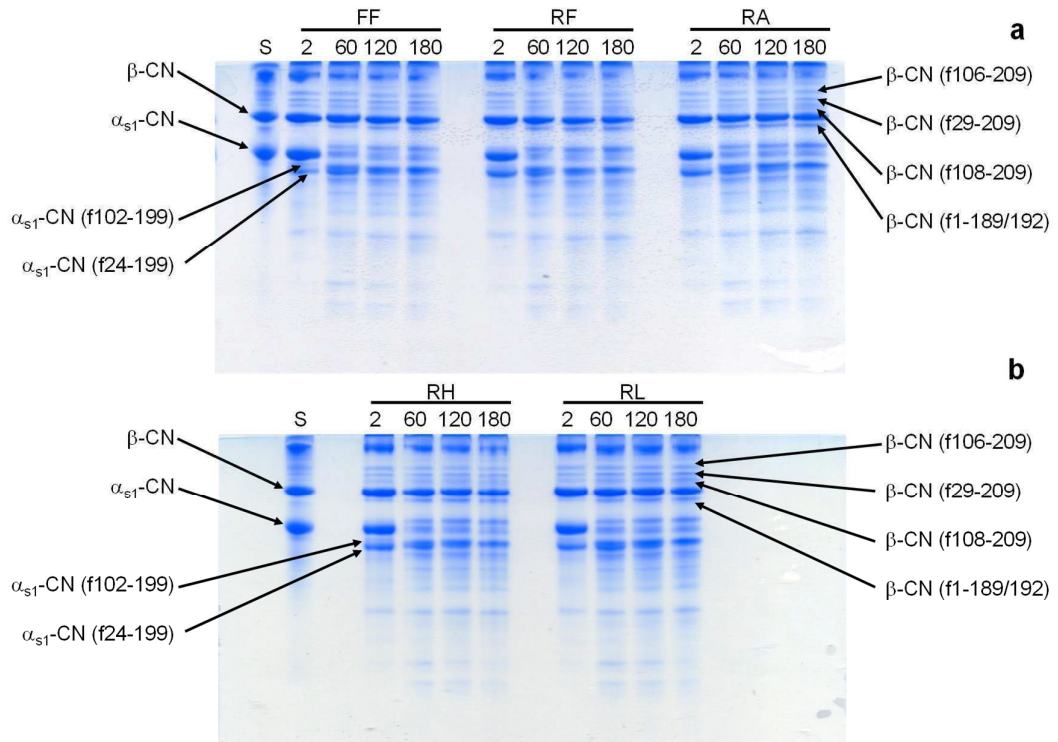 FF RF RA
a
S 2 60 120 180 2 60 120 180 2 60 120 180
β-CN
αs1-CN
αs1-CN (f102-199)
αs1-CN (f24-199)
β-CN (f106-209)
β-CN (f29-209)
β-CN (f108-209)
β-CN (f1-189/192)
b
RH RL
S 2 60 120 180 2 60 120 180
β-CN
αs1-CN
αs1-CN (f102-199)
αs1-CN (f24-199)
β-CN (f106-209)
β-CN (f29-209)
β-CN (f108-209)
β-CN (f1-189/192)